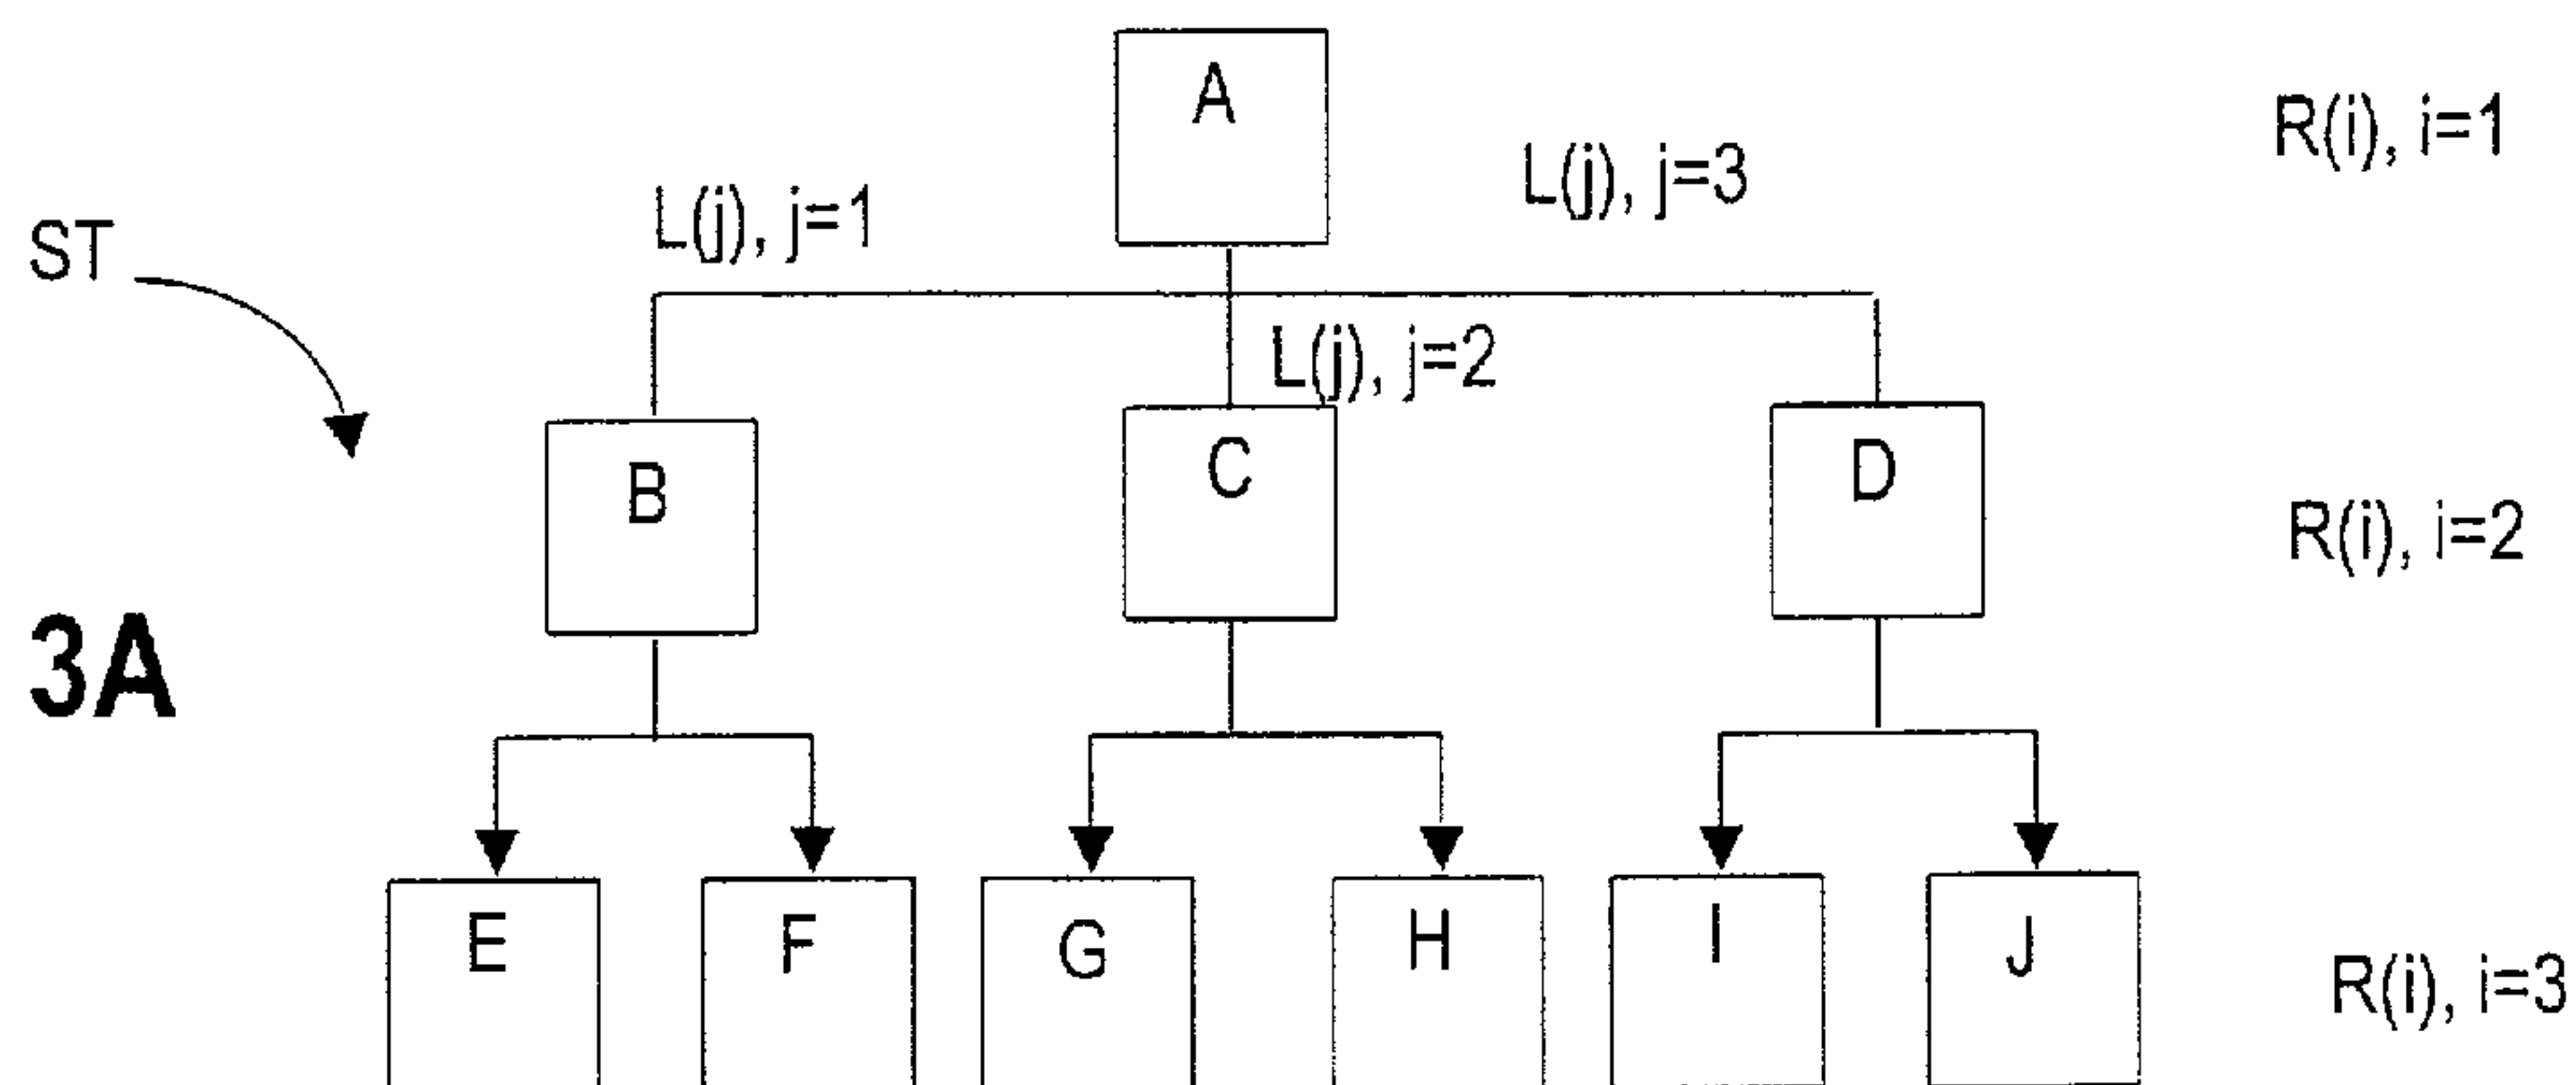 A
R(i), i=1
L(j), j=3
L(j), j=1
ST
L(j), j=2
B
C
D
R(i), i=2
3A
E
F
G
H
I
J
R(i), i=3